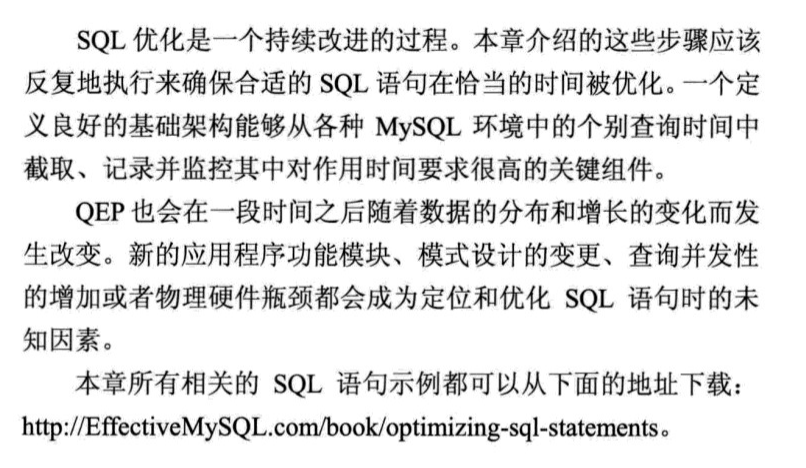 SQL 优化是一个持续改进的过程。本章介绍的这些步骤应该
反复地执行来确保合适的 SQL 语句在恰当的时间被优化。一个定
义良好的基础架构能够从各种 MySQL 环境中的个别查询时间中
截取、记录并监控其中对作用时间要求很高的关键组件。
QEP 也会在一段时间之后随着数据的分布和增长的变化而发
生改变。新的应用程序功能模块、模式设计的变更、查询并发性
的增加或者物理硬件瓶颈都会成为定位和优化 SQL 语句时的未
知因素。
本章所有相关的 SQL 语句示例都可以从下面的地址下载：
http://EffectiveMySQL.com/book/optimizing-sql-statements。